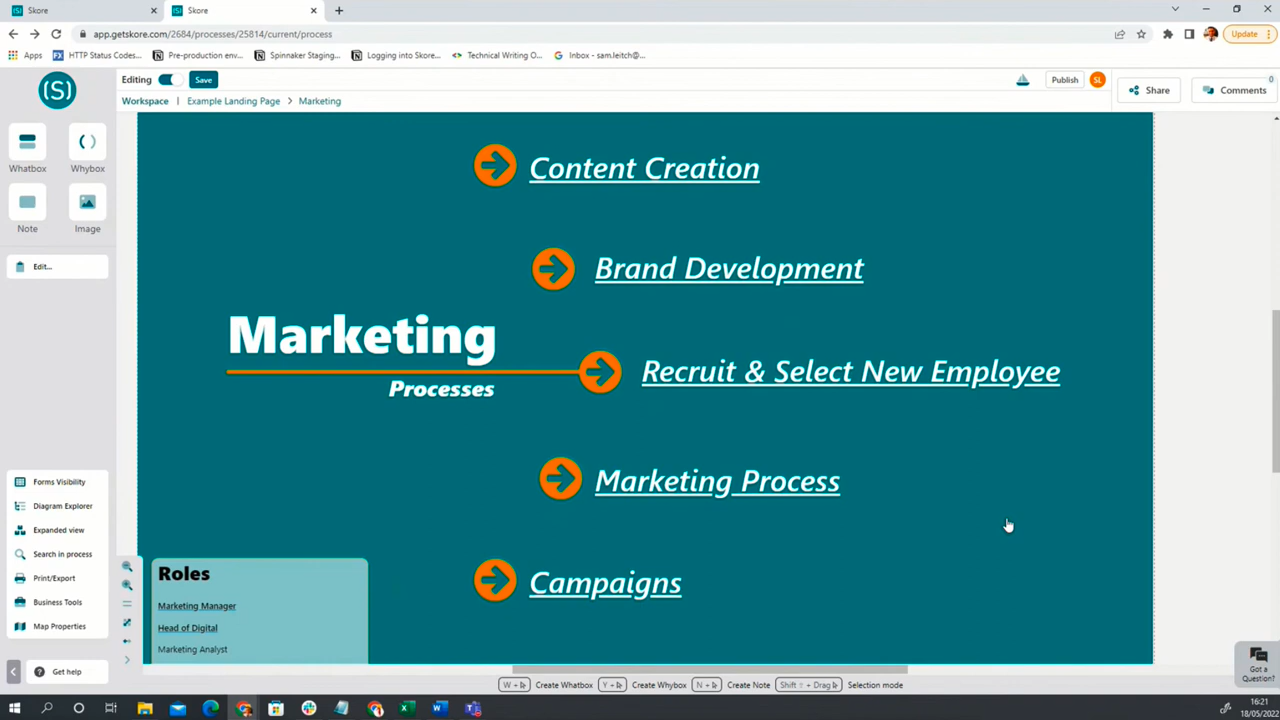 Skore
Skore
app.getskore.com/2684/processes/25814/current/process
Update
Apps
HTTP Status Codes...
Pre-production env...
Spinnaker Staging...
Logging into Skore...
Technical Writing O...
Inbox - sam.leitch@...
(S)
Editing
Save
Publish
SL
Share
0
Comments
Workspace | Example Landing Page > Marketing
Whatbox
Whybox
Note
Image
Edit...
Content Creation
Brand Development
Marketing
Processes
Recruit & Select New Employee
Marketing Process
Campaigns
Roles
Marketing Manager
Head of Digital
Marketing Analyst
Forms Visibility
Diagram Explorer
Expanded view
Search in process
Print/Export
Business Tools
Map Properties
Get help
W + Create Whatbox
Y + Create Whybox
N + Create Note
Shift ⇧ + Drag Selection mode
Got a
Question?
16:21
18/05/2022